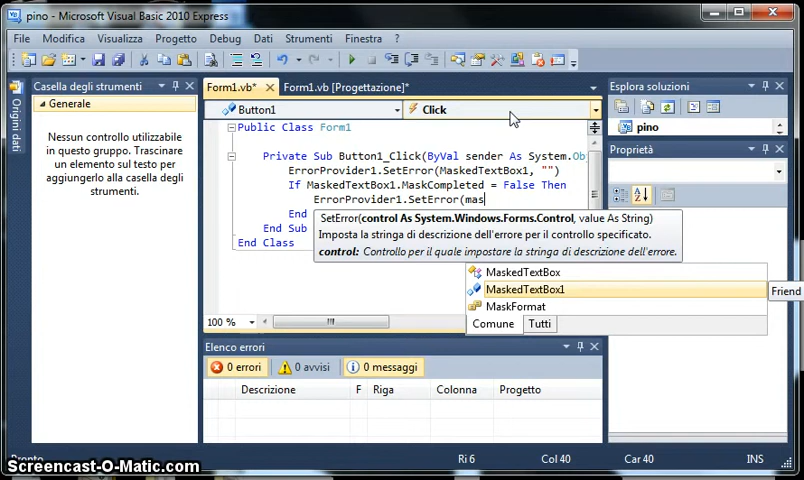 pino - Microsoft Visual Basic 2010 Express
File Modifica Visualizza Progetto Debug Dati Strumenti Finestra ?
Origini dati
Casella degli strumenti
Generale
Nessun controllo utilizzabile
in questo gruppo. Trascinare
un elemento sul testo per
aggiungerlo alla casella degli
strumenti.
Form1.vb* Form1.vb [Progettazione]*
Button1 Click
Public Class Form1
Private Sub Button1_Click(ByVal sender As System.Obj
ErrorProvider1.SetError(MaskedTextBox1, "")
If MaskedTextBox1.MaskCompleted = False Then
ErrorProvider1.SetError(mas
End
End Sub
End Class
SetError(control As System.Windows.Forms.Control, value As String)
Imposta la stringa di descrizione dell'errore per il controllo specificato.
control: Controllo per il quale impostare la stringa di descrizione dell'errore.
MaskedTextBox
MaskedTextBox1
MaskFormat
Comune Tutti
Friend
100 %
Elenco errori
0 errori 0 avvisi 0 messaggi
Descrizione F Riga Colonna Progetto
Esplora soluzioni
pino
Proprietà
Pronto Ri 6 Col 40 Car 40 INS
Screencast-O-Matic.com